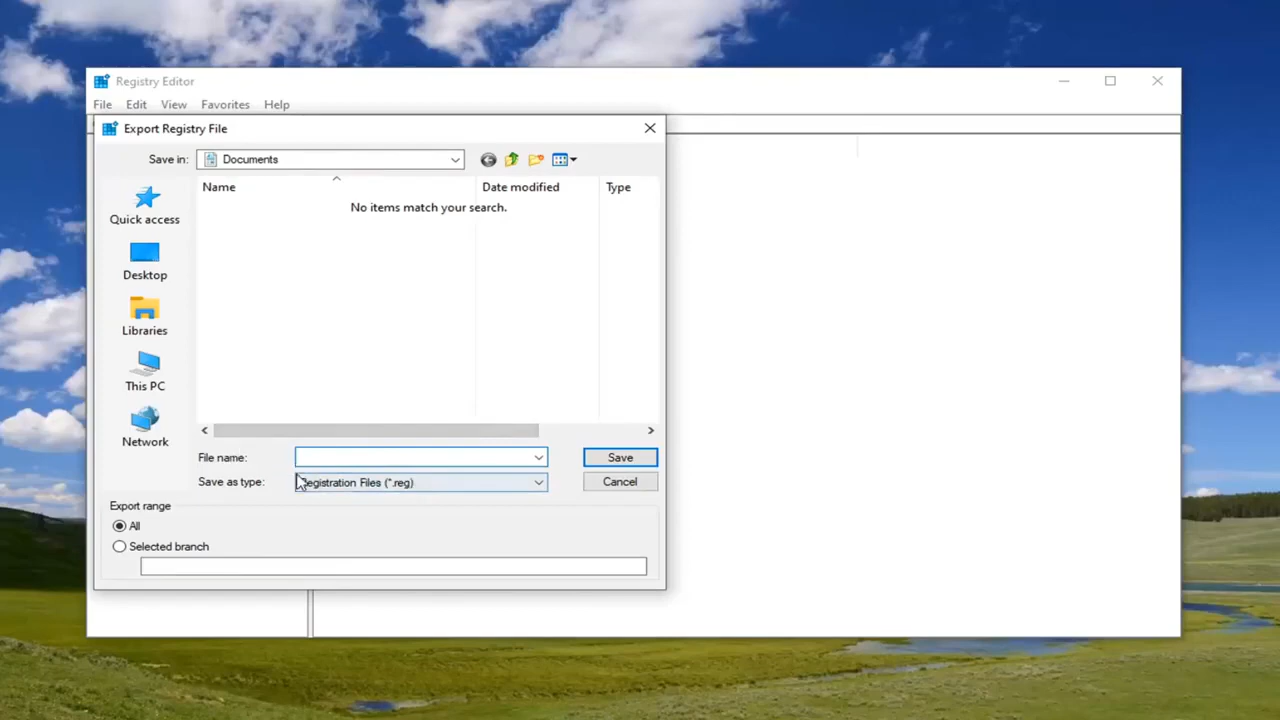 Registry Editor
File Edit View Favorites Help
Export Registry File
Save in: Documents
Name Date modified Type
No items match your search.
Quick access
Desktop
Libraries
This PC
Network
File name: Save
Save as type: Registration Files (*.reg) Cancel
Export range
All
Selected branch